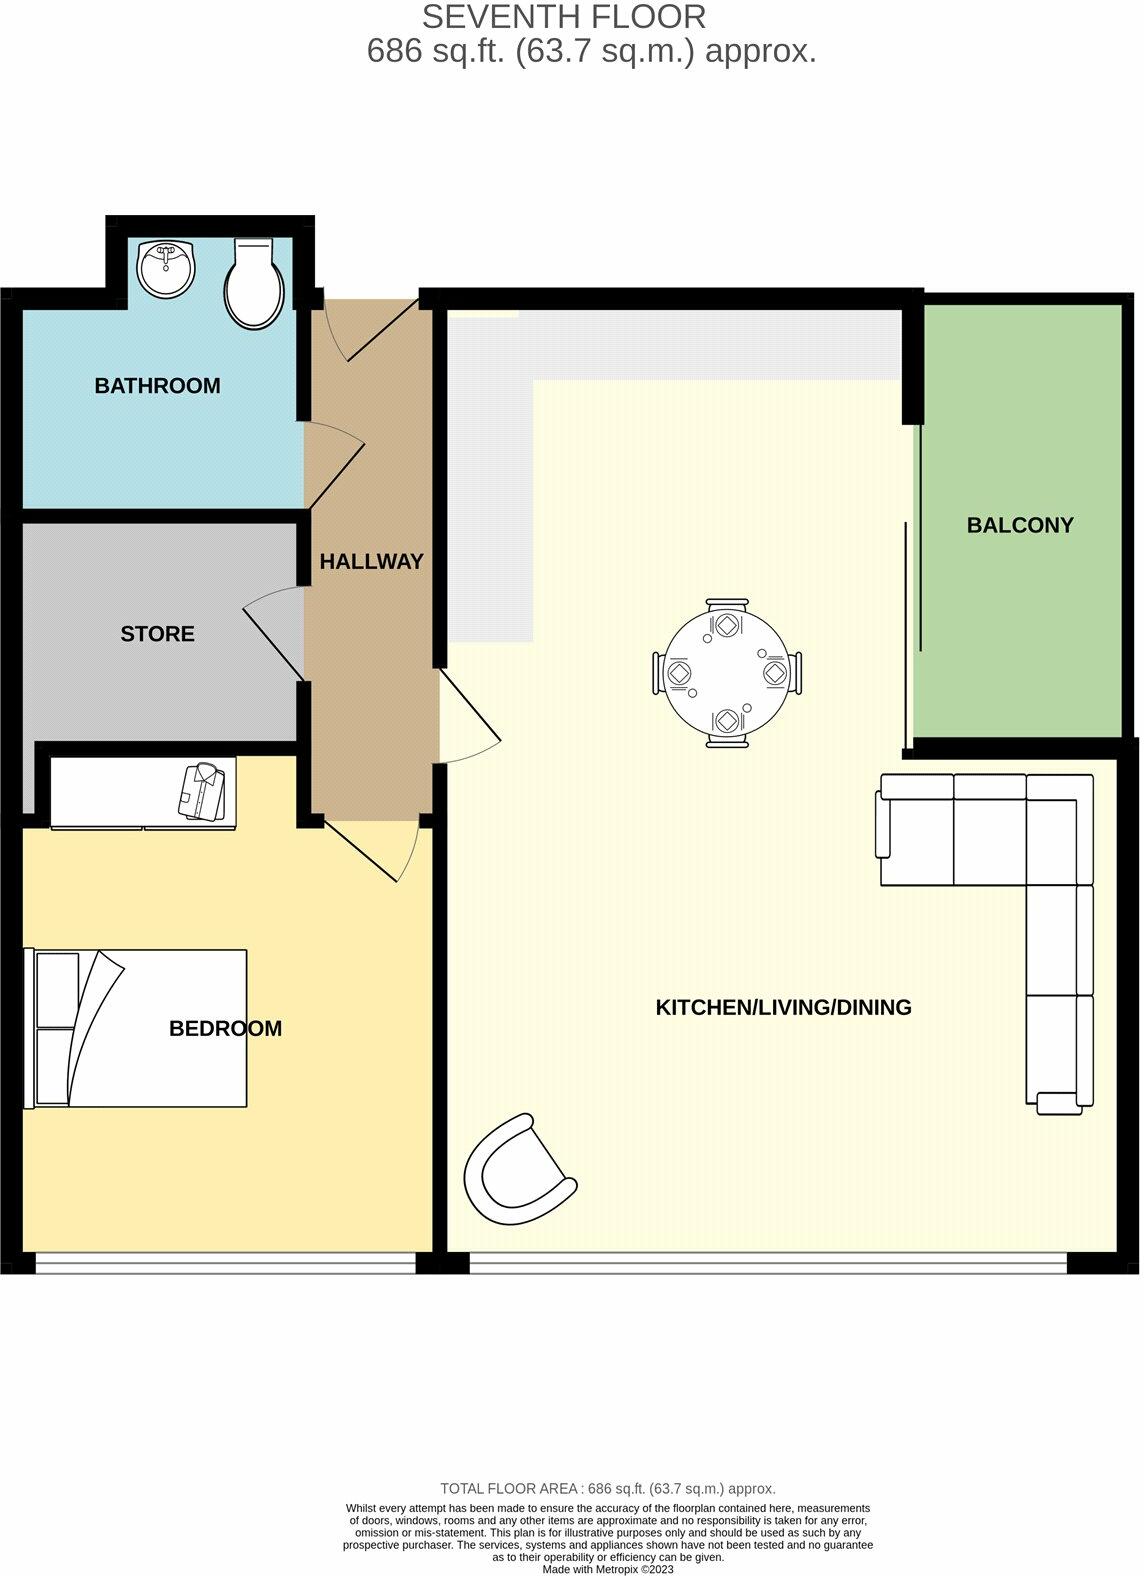 SEVENTH FLOOR
686 sq.ft. (63.7 sq.m.) approx.
BATHROOM
BALCONY
HALLWAY
STORE
KITCHEN/LIVING/DINING
BEDROOM
TOTAL FLOOR AREA : 686 sq.ft. (63.7 sq.m.) approx.
Whilst every attempt has been made to ensure the accuracy of the floorplan contained here, measurements
of doors, windows, rooms and any other items are approximate and no responsibility is taken for any error,
omission or mis-statement. This plan is for illustrative purposes only and should be used as such by any
prospective purchaser. The services, systems and appliances shown have not been tested and no guarantee
as to their operability or efficiency can be given.
Made with Metropix ©2023